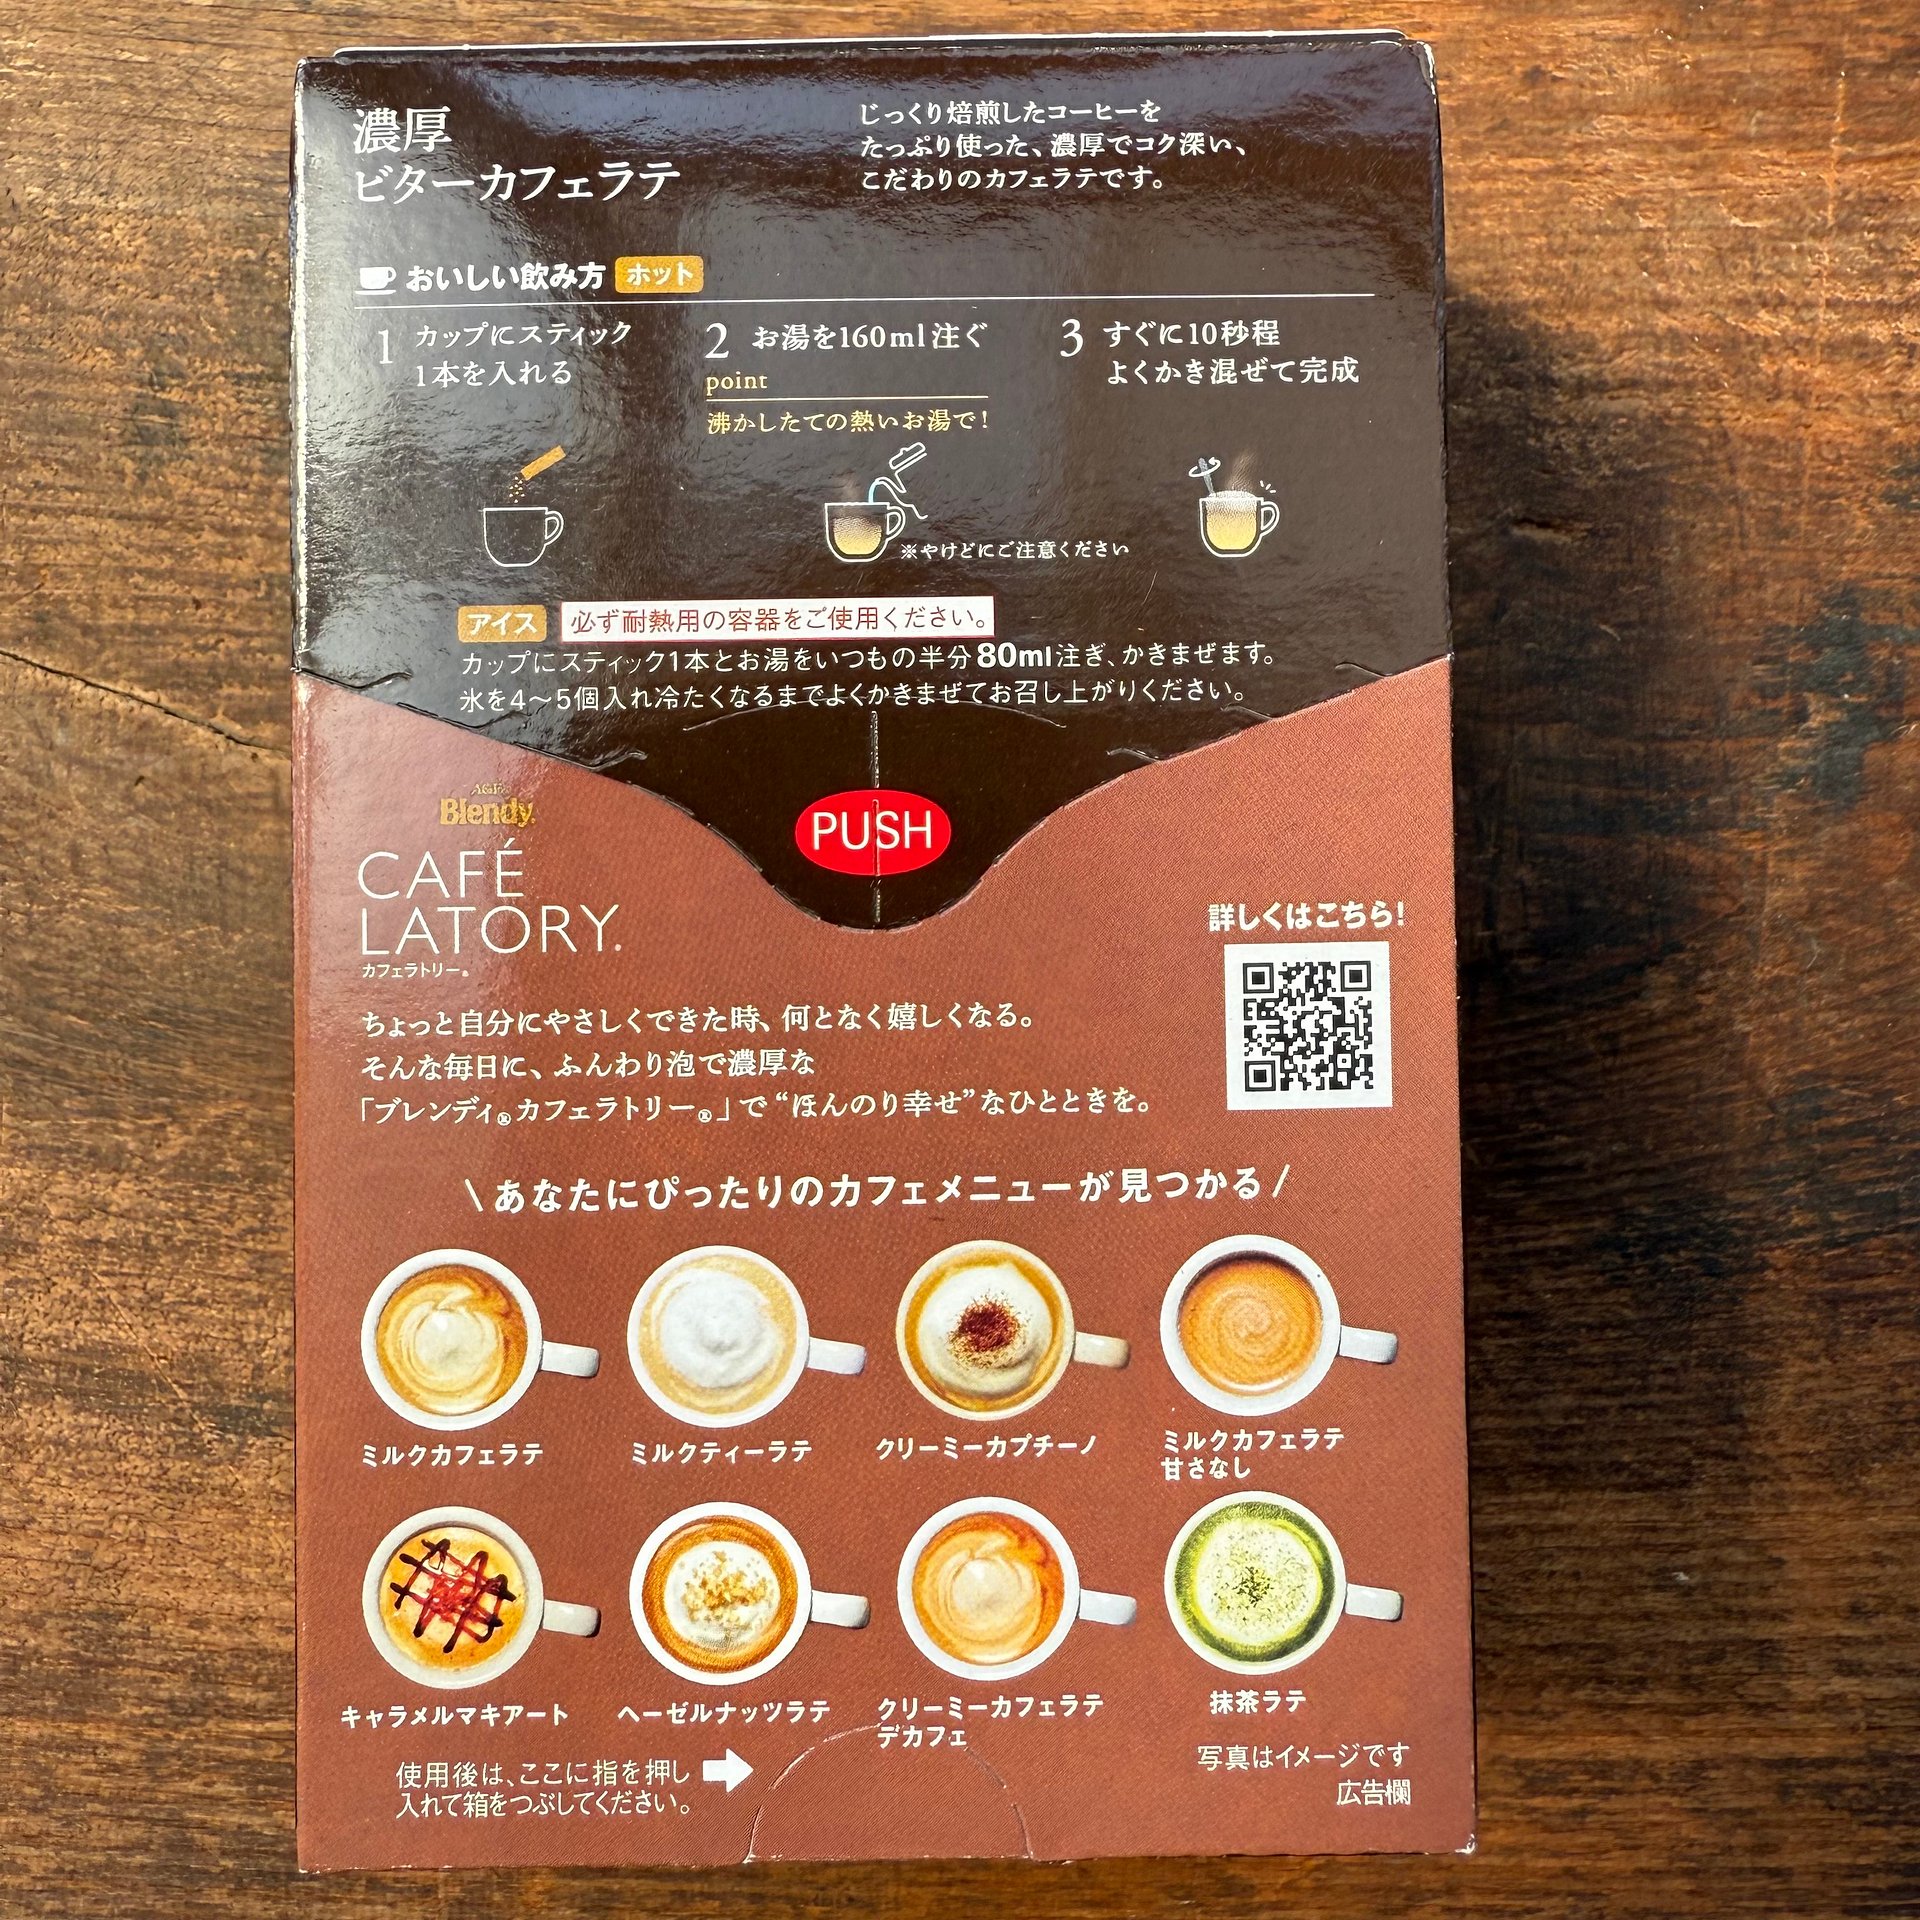 濃厚
ビターカフェラテ
じっくり焙煎したコーヒーを
たっぷり使った、濃厚でコク深い、
こだわりのカフェラテです。
おいしい飲み方 ホット
1 カップにスティック
1本を入れる
2 お湯を160ml注ぐ
point
沸かしたての熱いお湯で!
※やけどにご注意ください
3 すぐに10秒程
よくかき混ぜて完成
アイス 必ず耐熱用の容器をご使用ください。
カップにスティック1本とお湯をいつもの半分80ml注ぎ、かきまぜます。
氷を4〜5個入れ冷たくなるまでよくかきまぜてお召し上がりください。
PUSH
AGF®
Blendy®
CAFÉ
LATORY.
カフェラトリー®
詳しくはこちら!
ちょっと自分にやさしくできた時、何となく嬉しくなる。
そんな毎日に、ふんわり泡で濃厚な
「ブレンディ®カフェラトリー®」で“ほんのり幸せ”なひとときを。
\ あなたにぴったりのカフェメニューが見つかる /
ミルクカフェラテ
ミルクティーラテ
クリーミーカプチーノ
ミルクカフェラテ
甘さなし
キャラメルマキアート
ヘーゼルナッツラテ
クリーミーカフェラテ
デカフェ
抹茶ラテ
使用後は、ここに指を押し
入れて箱をつぶしてください。
写真はイメージです
広告欄